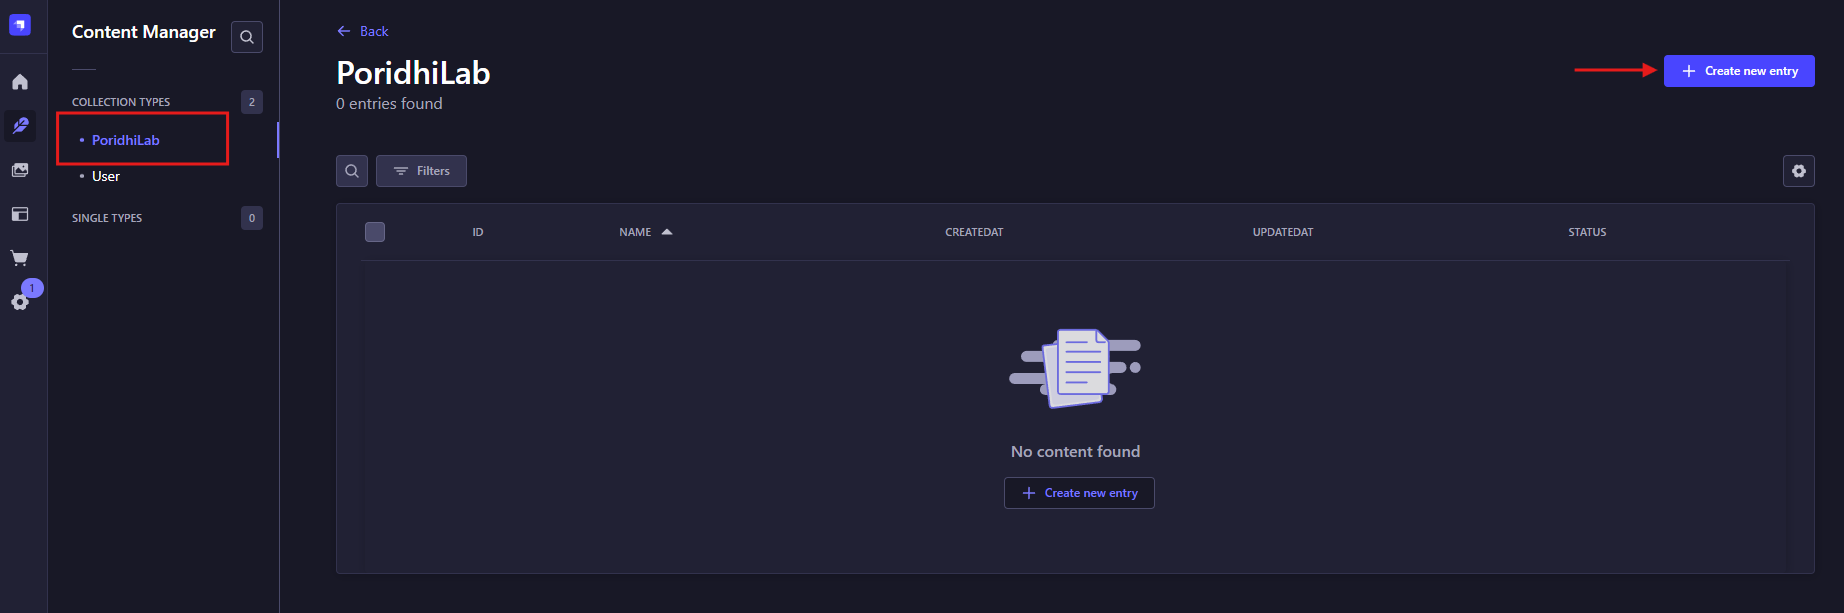 Content Manager
COLLECTION TYPES 2
PoridhiLab
User
SINGLE TYPES 0
1
Back
PoridhiLab
0 entries found
Create new entry
Filters
ID NAME CREATEDAT UPDATEDAT STATUS
No content found
Create new entry